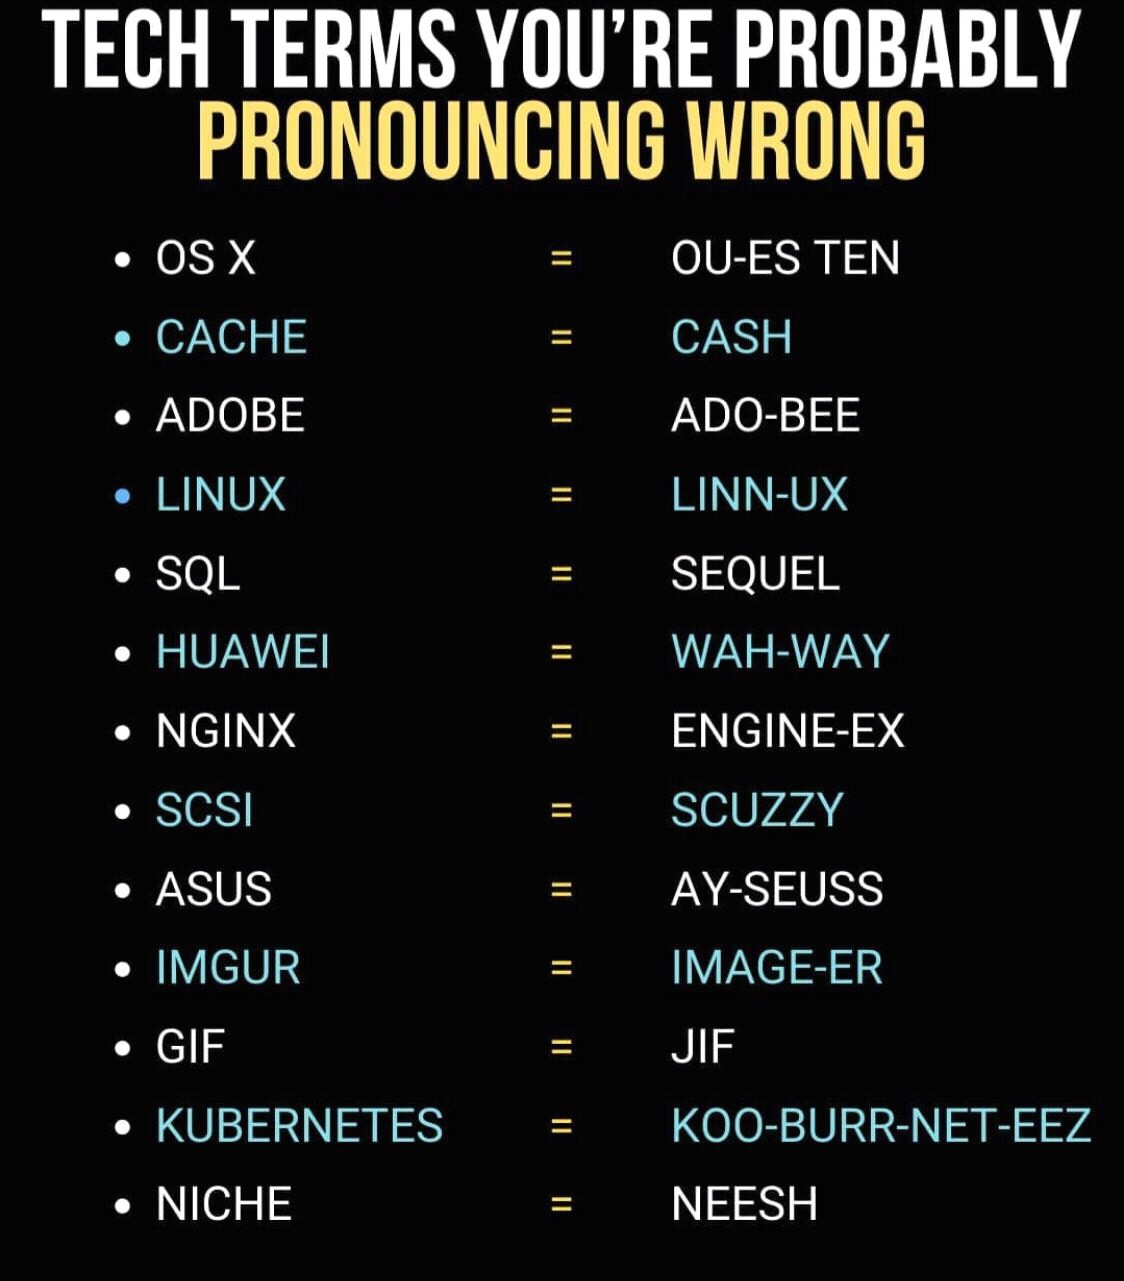 TECH TERMS YOU'RE PROBABLY
PRONOUNCING WRONG
• OS X = OU-ES TEN
• CACHE = CASH
• ADOBE = ADO-BEE
• LINUX = LINN-UX
• SQL = SEQUEL
• HUAWEI = WAH-WAY
• NGINX = ENGINE-EX
• SCSI = SCUZZY
• ASUS = AY-SEUSS
• IMGUR = IMAGE-ER
• GIF = JIF
• KUBERNETES = KOO-BURR-NET-EEZ
• NICHE = NEESH